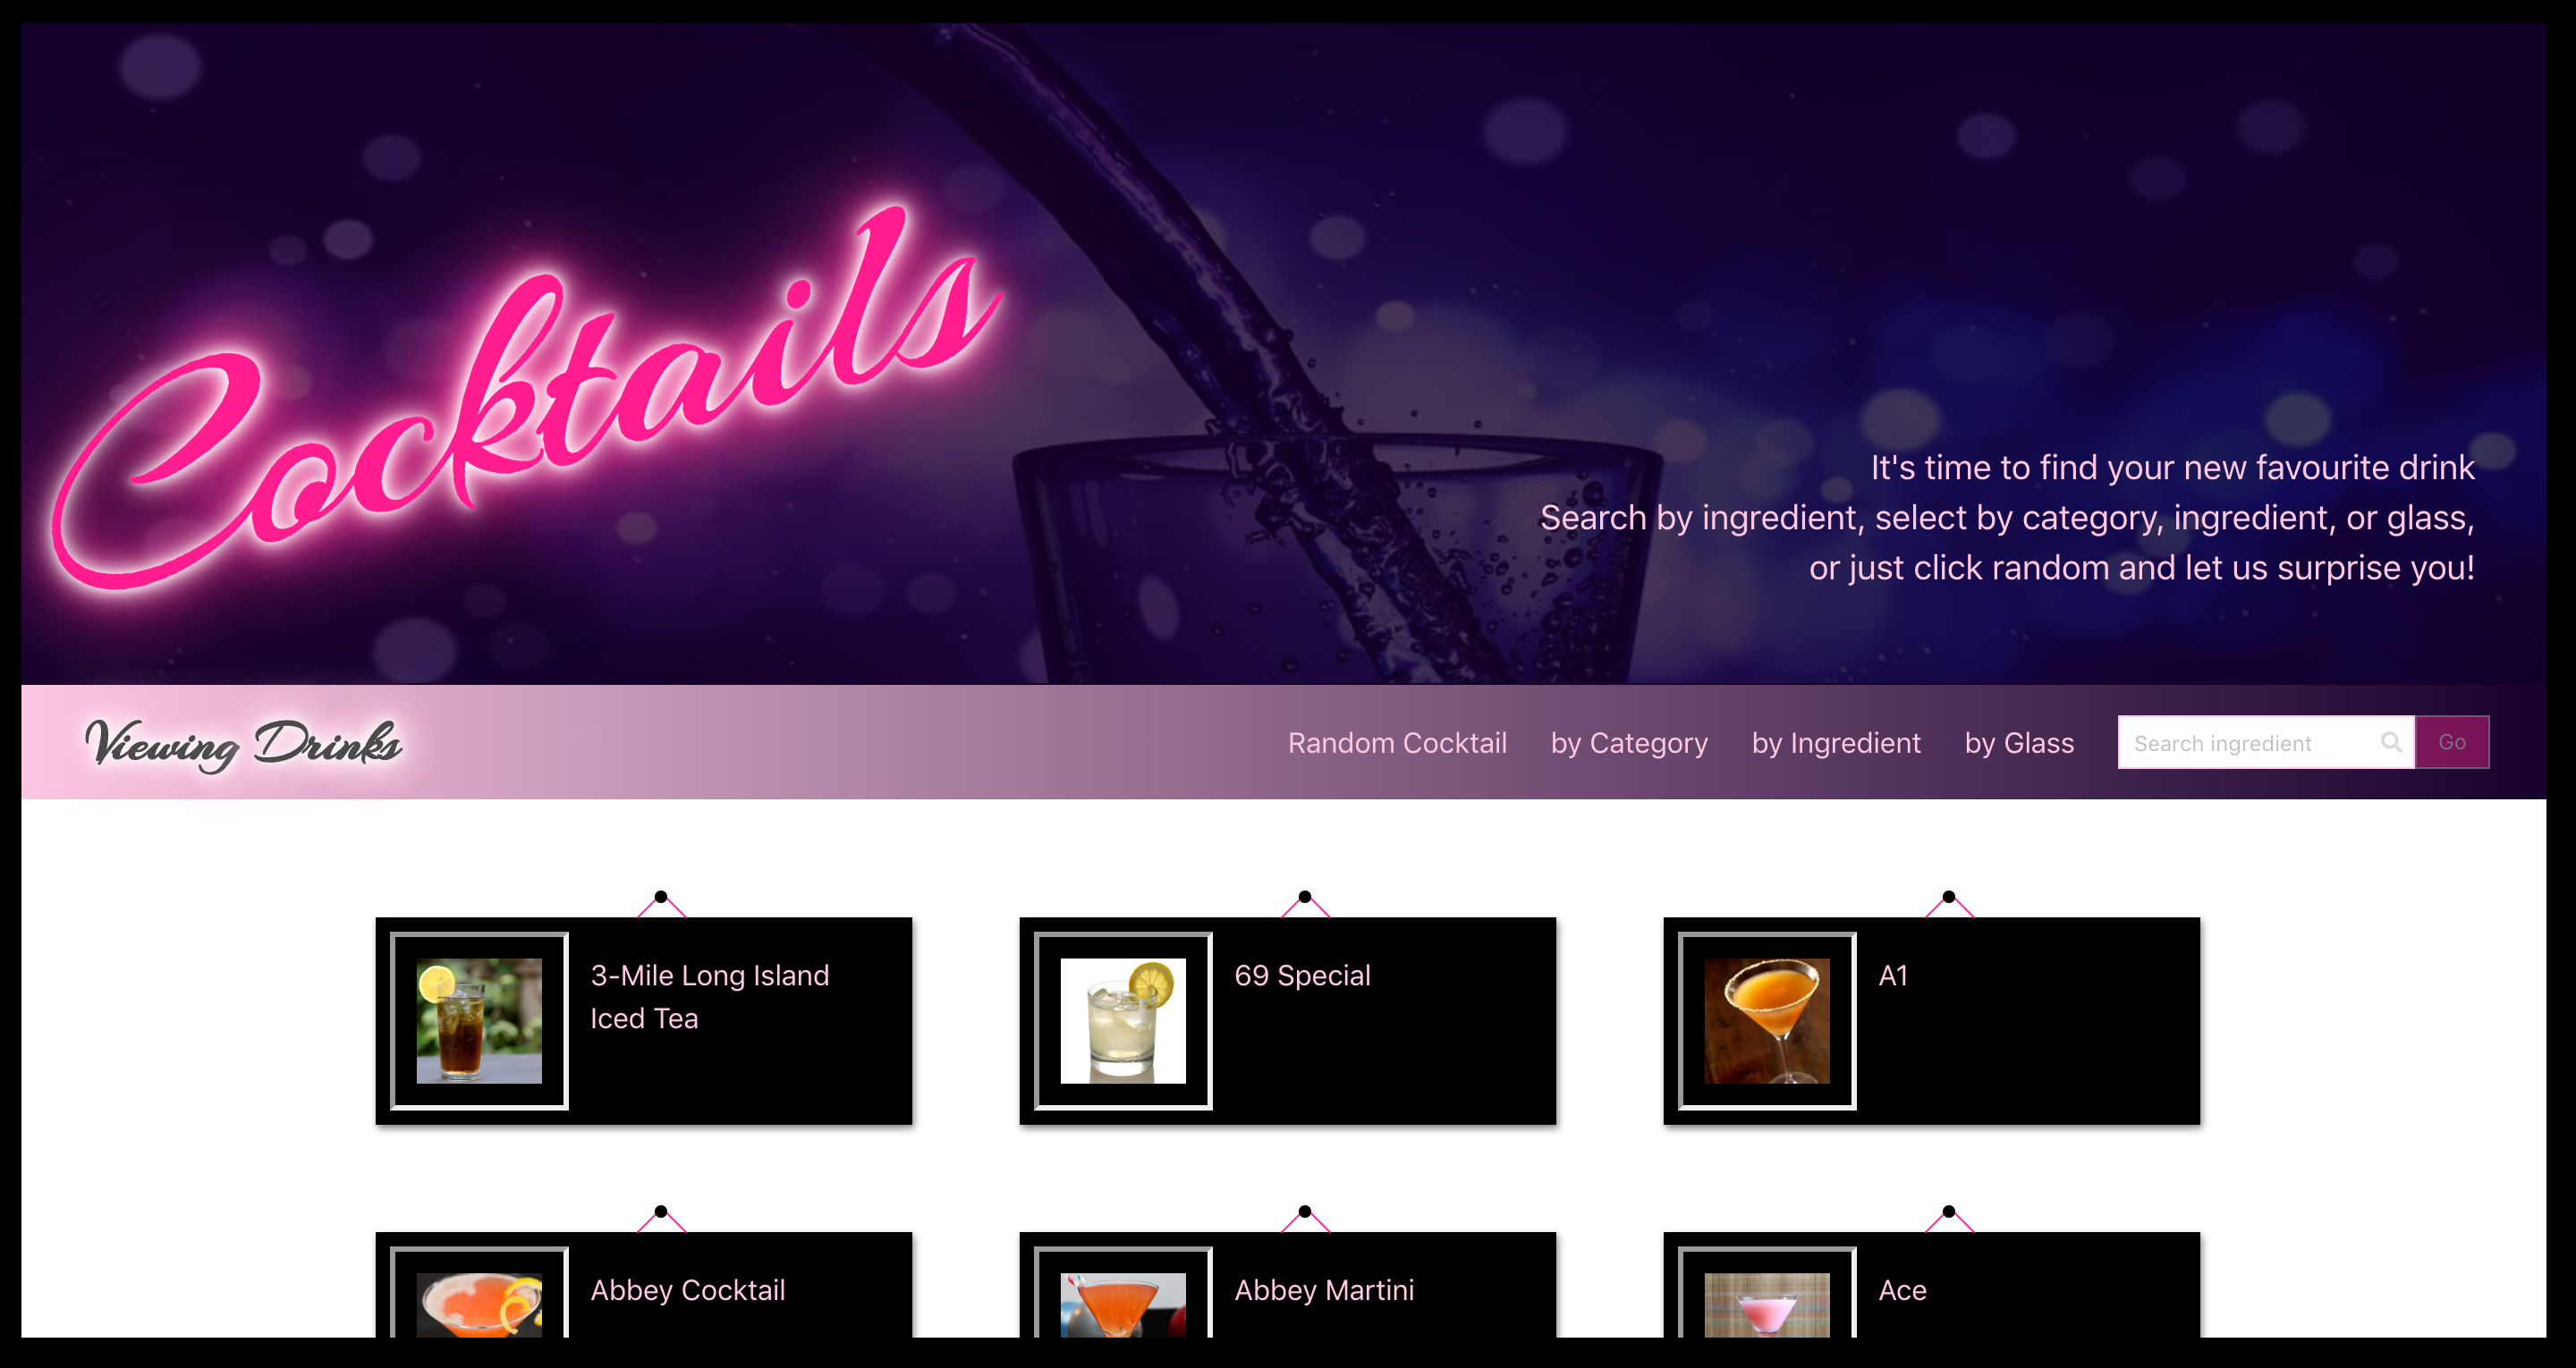 Cocktails
It's time to find your new favourite drink
Search by ingredient, select by category, ingredient, or glass,
or just click random and let us surprise you!
Viewing Drinks
Random Cocktail by Category by Ingredient by Glass Search ingredient Go
3-Mile Long Island
Iced Tea
69 Special
A1
Abbey Cocktail
Abbey Martini
Ace